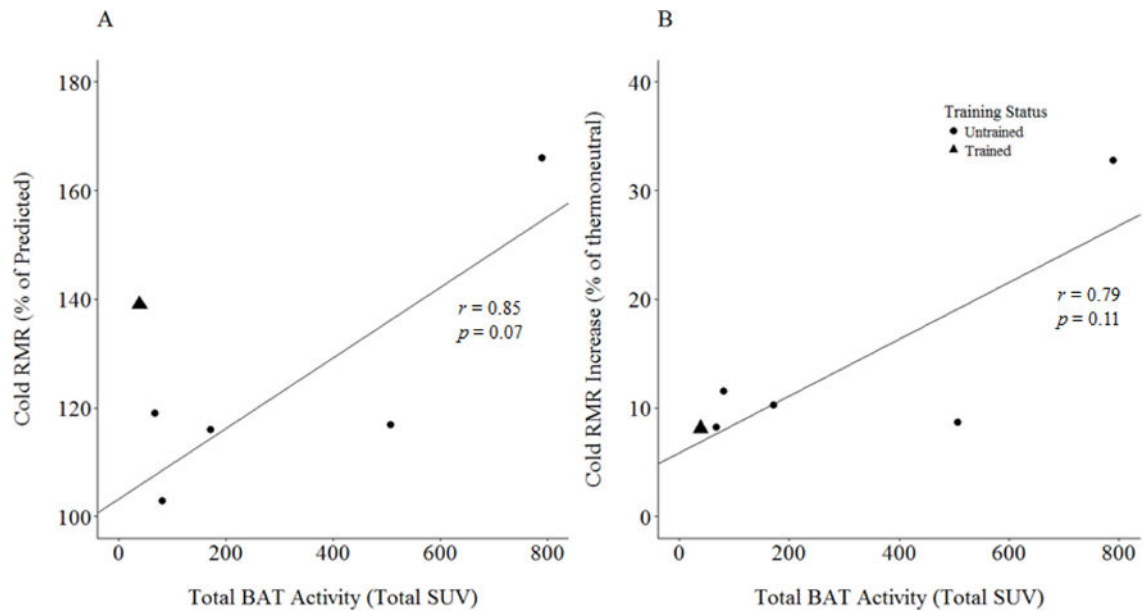 A
180
160
140
120
100
Cold RMR (% of Predicted)
r = 0.85
p = 0.07
0 200 400 600 800
Total BAT Activity (Total SUV)
B
40
30
20
10
0
Cold RMR Increase (% of thermoneutral)
Training Status
Untrained
Trained
r = 0.79
p = 0.11
0 200 400 600 800
Total BAT Activity (Total SUV)